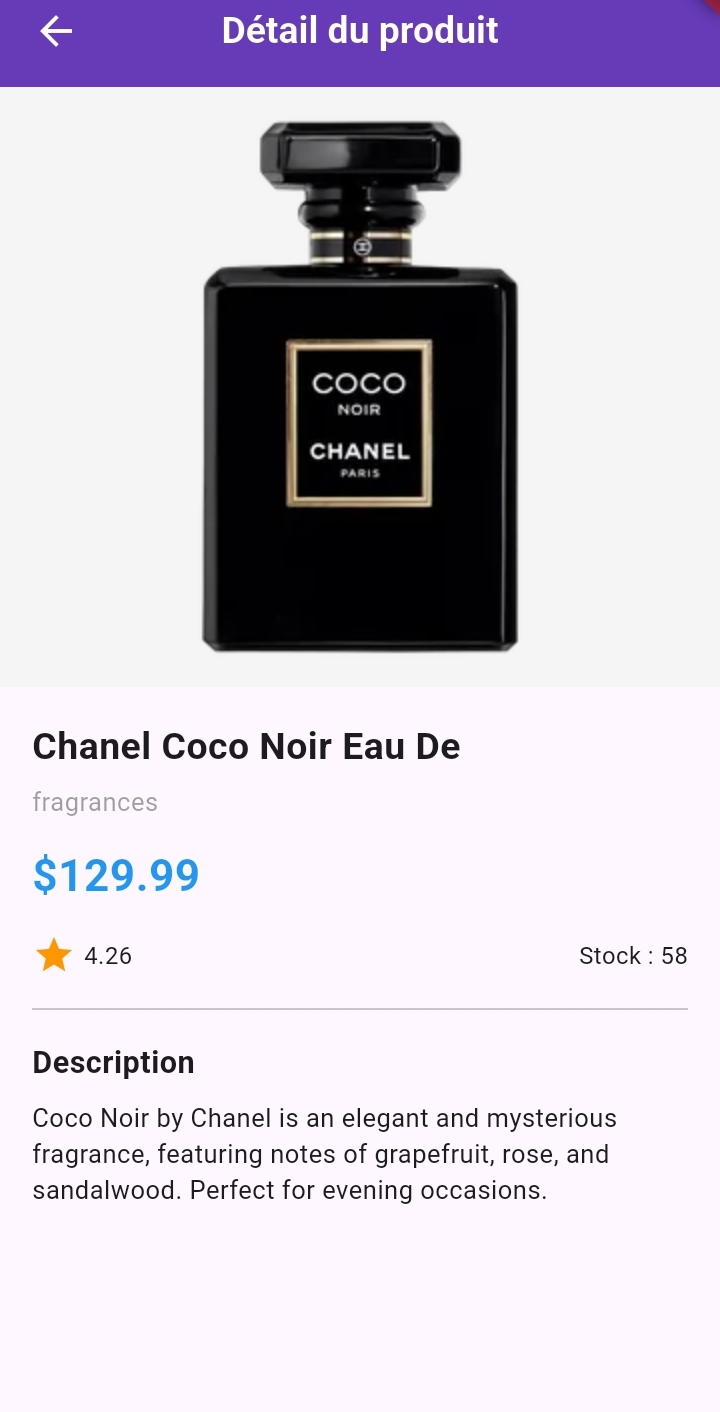 Détail du produit
COCO
NOIR
CHANEL
PARIS
Chanel Coco Noir Eau De
fragrances
$129.99
4.26
Stock : 58
Description
Coco Noir by Chanel is an elegant and mysterious
fragrance, featuring notes of grapefruit, rose, and
sandalwood. Perfect for evening occasions.